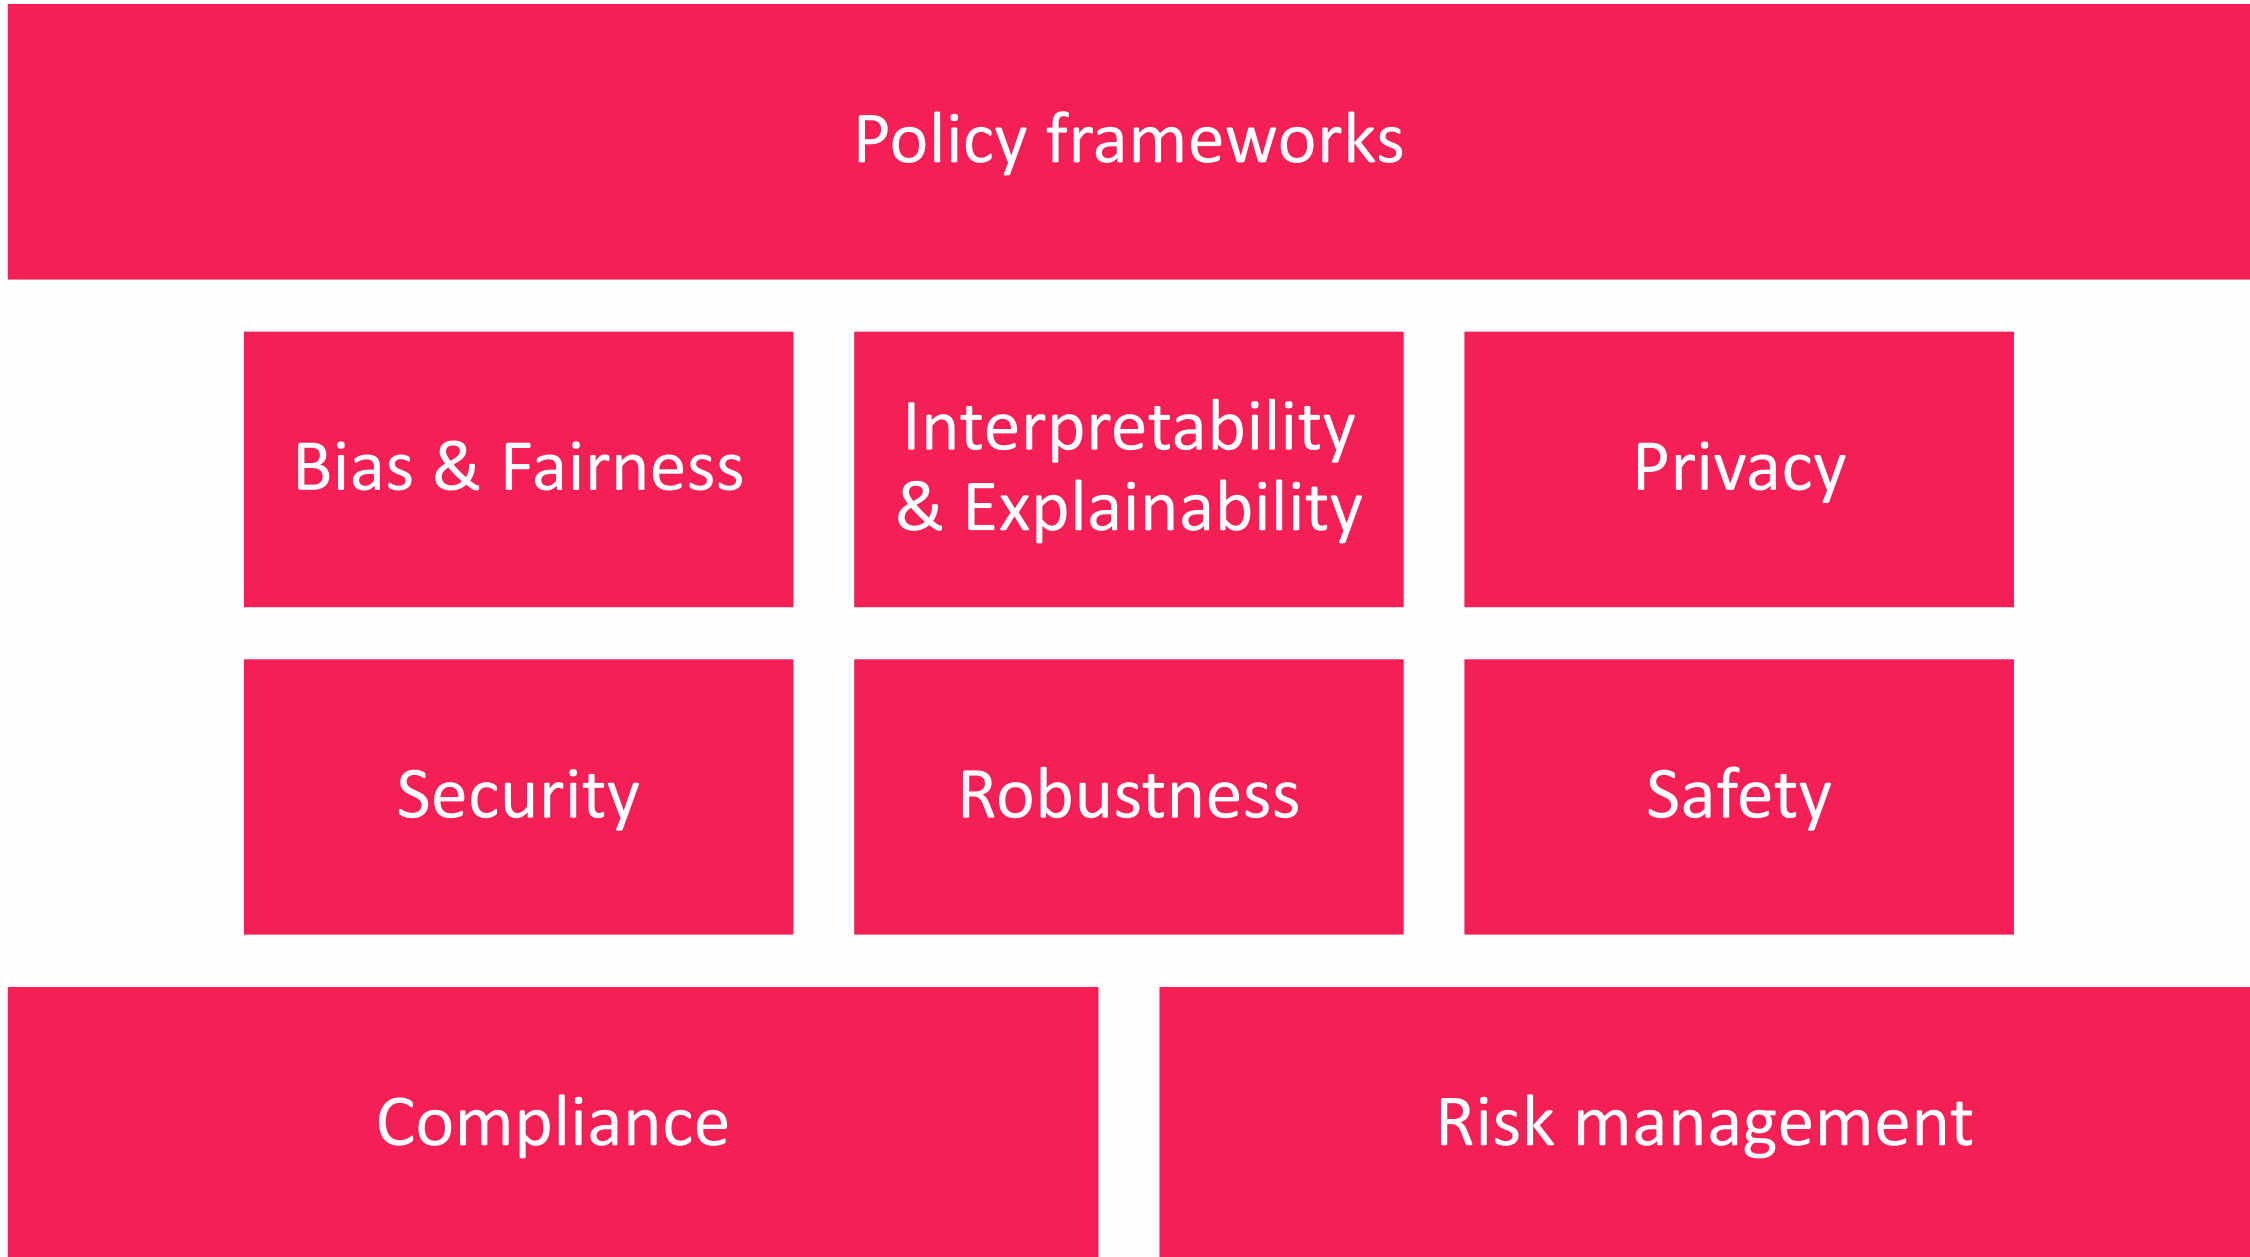 Policy frameworks
Bias & Fairness
Interpretability
& Explainability
Privacy
Security
Robustness
Safety
Compliance
Risk management